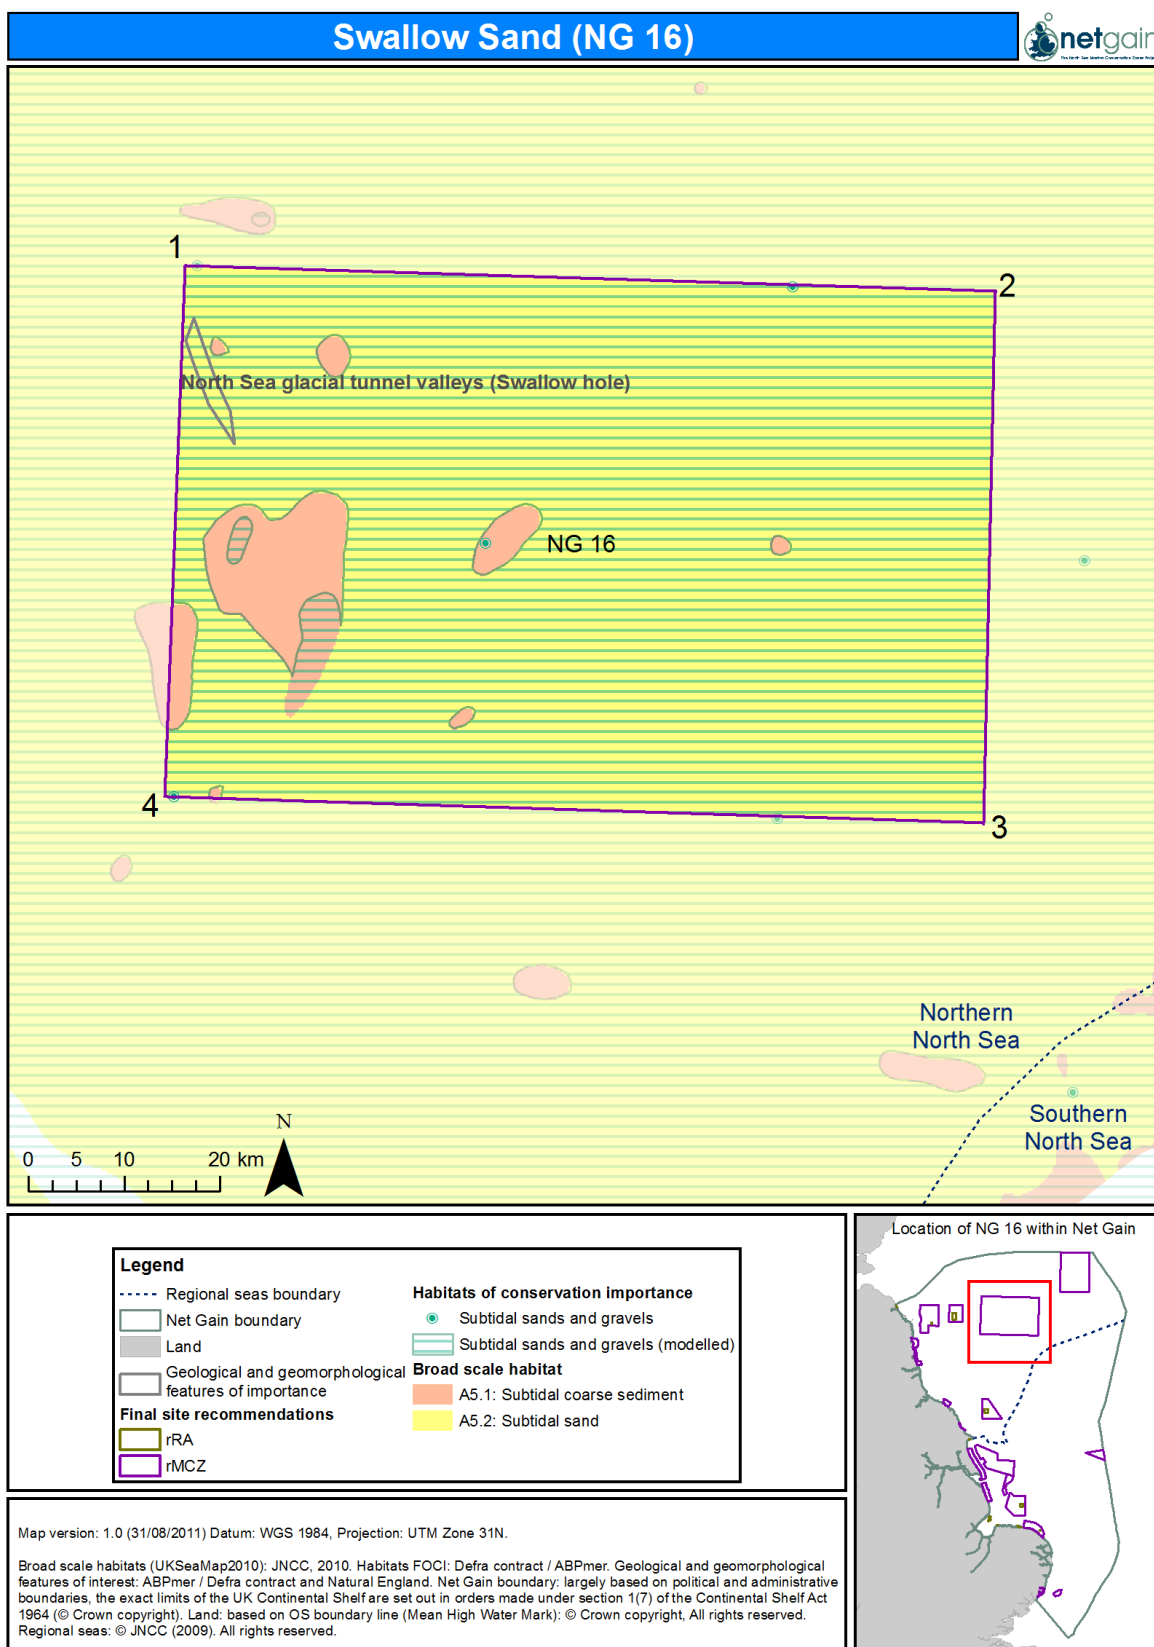 Swallow Sand (NG 16)
netgain
1
2
North Sea glacial tunnel valleys (Swallow hole)
NG 16
4
3
Northern
North Sea
Southern
North Sea
N
0 5 10 20 km
Legend
Regional seas boundary
Net Gain boundary
Land
Geological and geomorphological
features of importance
Final site recommendations
rRA
rMCZ
Habitats of conservation importance
Subtidal sands and gravels
Subtidal sands and gravels (modelled)
Broad scale habitat
A5.1: Subtidal coarse sediment
A5.2: Subtidal sand
Location of NG 16 within Net Gain
Map version: 1.0 (31/08/2011) Datum: WGS 1984, Projection: UTM Zone 31N.
Broad scale habitats (UKSeaMap2010): JNCC, 2010. Habitats FOCI: Defra contract / ABPmer. Geological and geomorphological
features of interest: ABPmer / Defra contract and Natural England. Net Gain boundary: largely based on political and administrative
boundaries, the exact limits of the UK Continental Shelf are set out in orders made under section 1(7) of the Continental Shelf Act
1964 (© Crown copyright). Land: based on OS boundary line (Mean High Water Mark): © Crown copyright, All rights reserved.
Regional seas: © JNCC (2009). All rights reserved.